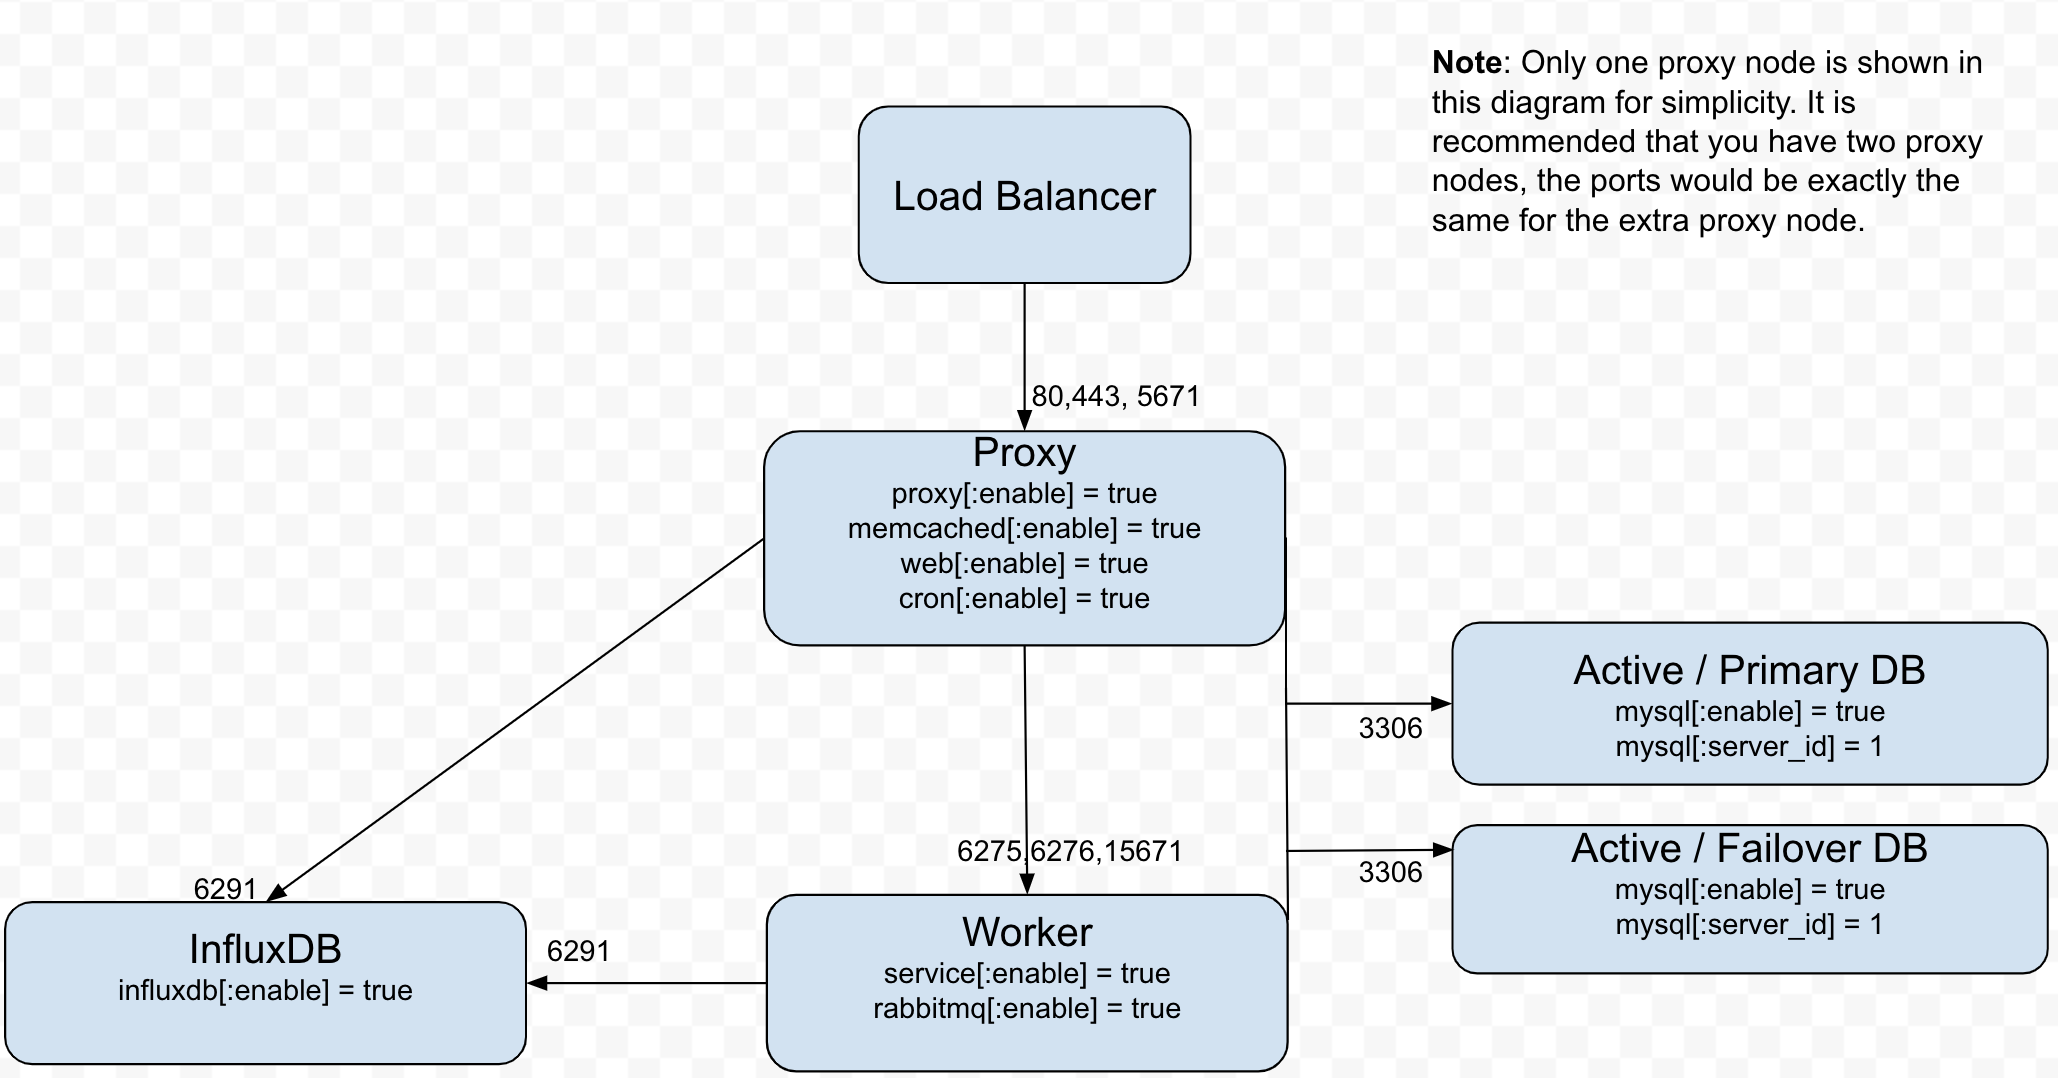 Note: Only one proxy node is shown in
this diagram for simplicity. It is
recommended that you have two proxy
nodes, the ports would be exactly the
same for the extra proxy node.
Load Balancer
80,443, 5671
Proxy
proxy[:enable] = true
memcached[:enable] = true
web[:enable] = true
cron[:enable] = true
Active / Primary DB
mysql[:enable] = true
mysql[:server_id] = 1
3306
Active / Failover DB
mysql[:enable] = true
mysql[:server_id] = 1
3306
6275,6276,15671
6291
InfluxDB
influxdb[:enable] = true
6291
Worker
service[:enable] = true
rabbitmq[:enable] = true